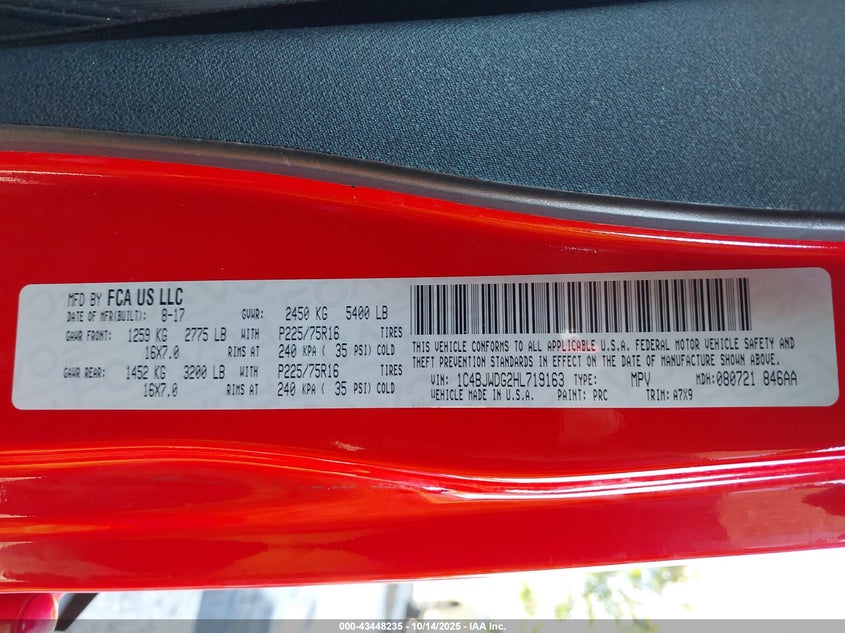 MFD BY FCA US LLC
DATE OF MFR(BUILT): 8-17 GVWR: 2450 KG 5400 LB
GAWR FRONT: 1259 KG 2775 LB WITH P225/75R16 TIRES
16X7.0 RIMS AT 240 KPA ( 35 PSI) COLD
GAWR REAR: 1452 KG 3200 LB WITH P225/75R16 TIRES
16X7.0 RIMS AT 240 KPA ( 35 PSI) COLD
THIS VEHICLE CONFORMS TO ALL APPLICABLE U.S.A. FEDERAL MOTOR VEHICLE SAFETY AND
THEFT PREVENTION STANDARDS IN EFFECT ON THE DATE OF MANUFACTURE SHOWN ABOVE.
VIN: 1C4BJWDG2HL719163 TYPE: MPV MDH: 080721 846AA
VEHICLE MADE IN U.S.A. PAINT: PRC TRIM: A7X9
000-43448235 - 10/14/2025 - IAA Inc.